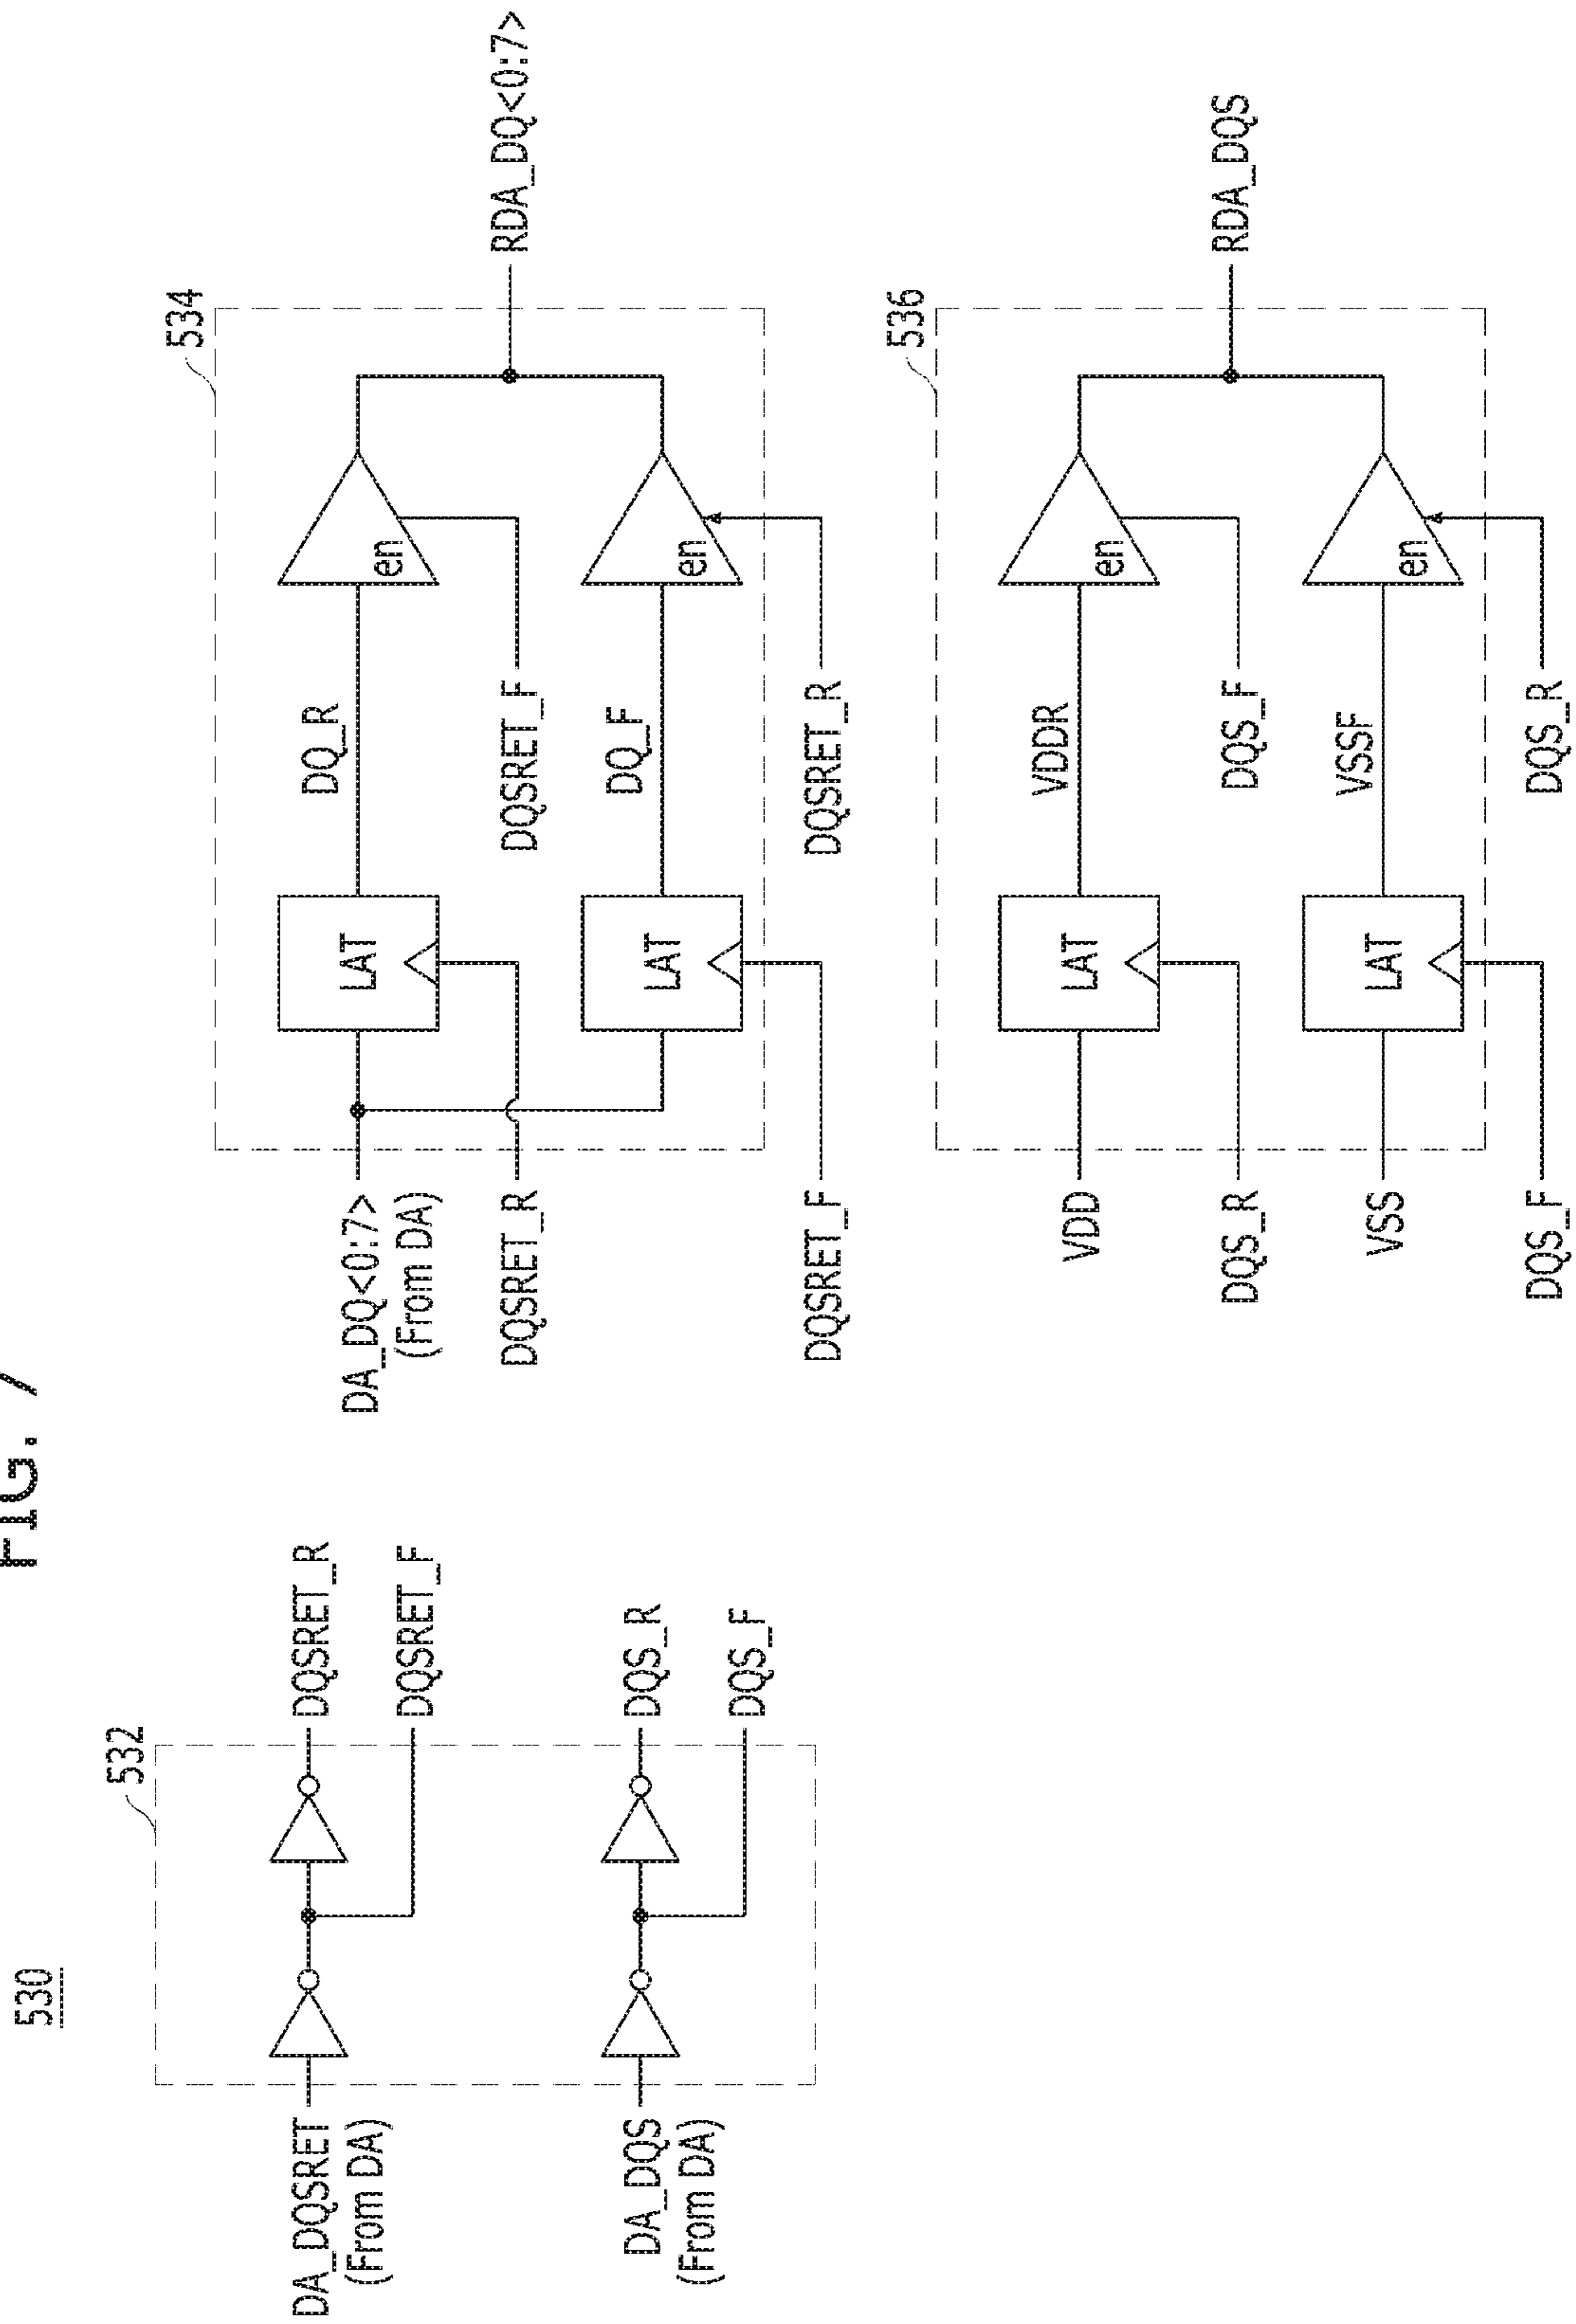 FIG. 7
530
532
DA_DQSRET
(From DA)
DQSRET_R
DQSRET_F
DA_DQS
(From DA)
DQS_R
DQS_F
534
DA_DQ<0:7>
(From DA)
LAT
DQ_R
en
DQSRET_R
DQSRET_F
RDA_DQ<0:7>
LAT
DQ_F
en
DQSRET_F
DQSRET_R
536
VDD
LAT
VDDR
en
DQS_R
DQS_F
RDA_DQS
VSS
LAT
VSSF
en
DQS_F
DQS_R